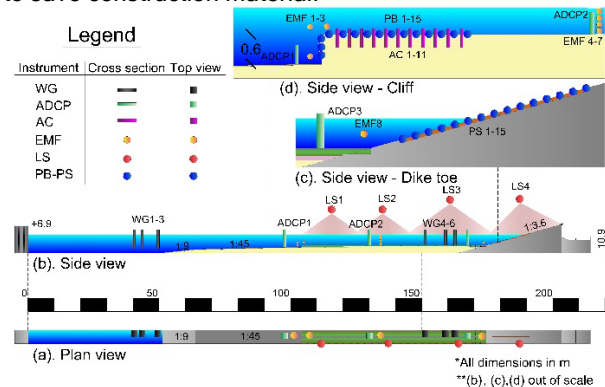 to save construction material.
Legend
Instrument Cross section Top view
WG
ADCP
AC
EMF
LS
PB-PS
EMF 1-3
PB 1-15
ADCP2
0.6
ADCP1
AC 1-11
EMF 4-7
(d). Side view - Cliff
ADCP3
EMF8
PS 1-15
(c). Side view - Dike toe
LS1 LS2 LS3 LS4
+6.9
WG1-3
ADCP1
ADCP2
WG4-6
1:9
1:45
1:3.6
10.9
(b). Side view
0 50 100 150 200
1:9
1:45
(a). Plan view
*All dimensions in m
**(b), (c),(d) out of scale